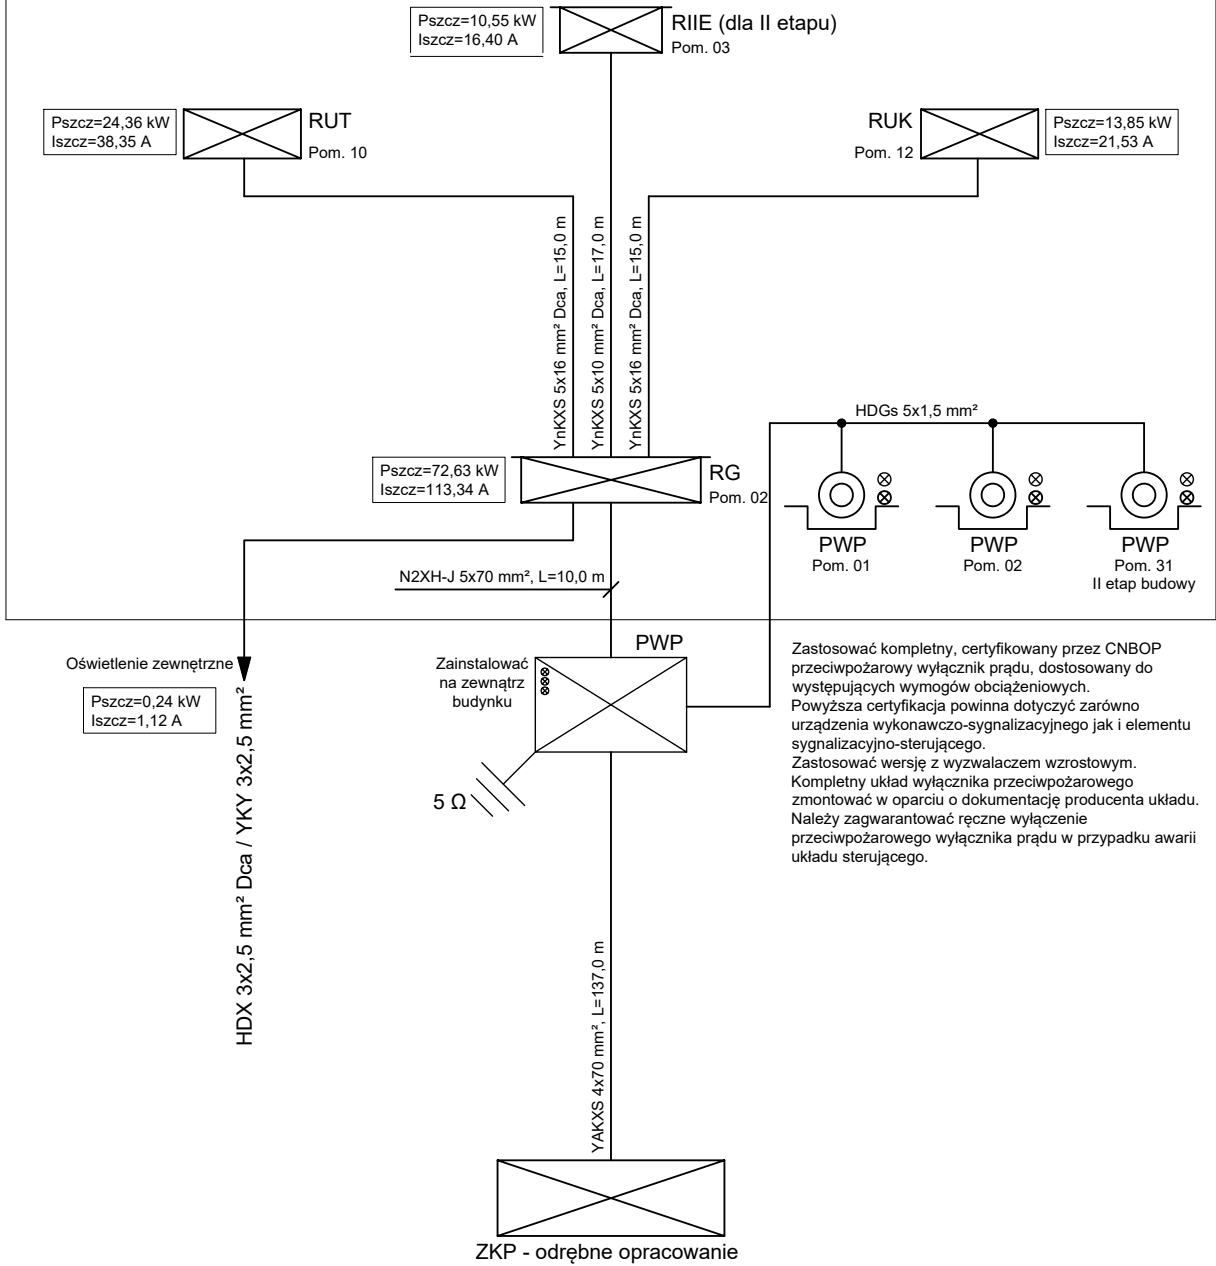 Pszcz=10,55 kW
Iszcz=16,40 A
RIIE (dla II etapu)
Pom. 03
Pszcz=24,36 kW
Iszcz=38,35 A
RUT
Pom. 10
RUK
Pom. 12
Pszcz=13,85 kW
Iszcz=21,53 A
YnKXS 5x16 mm² Dca, L=15,0 m
YnKXS 5x10 mm² Dca, L=17,0 m
YnKXS 5x16 mm² Dca, L=15,0 m
HDGs 5x1,5 mm²
Pszcz=72,63 kW
Iszcz=113,34 A
RG
Pom. 02
PWP
Pom. 01
PWP
Pom. 02
PWP
Pom. 31
II etap budowy
N2XH-J 5x70 mm², L=10,0 m
Oświetlenie zewnętrzne
Pszcz=0,24 kW
Iszcz=1,12 A
HDX 3x2,5 mm² Dca / YKY 3x2,5 mm²
PWP
Zainstalować
na zewnątrz
budynku
5 Ω
Zastosować kompletny, certyfikowany przez CNBOP
przeciwpożarowy wyłącznik prądu, dostosowany do
występujących wymogów obciążeniowych.
Powyższa certyfikacja powinna dotyczyć zarówno
urządzenia wykonawczo-sygnalizacyjnego jak i elementu
sygnalizacyjno-sterującego.
Zastosować wersję z wyzwalaczem wzrostowym.
Kompletny układ wyłącznika przeciwpożarowego
zmontować w oparciu o dokumentację producenta układu.
Należy zagwarantować ręczne wyłączenie
przeciwpożarowego wyłącznika prądu w przypadku awarii
układu sterującego.
YAKXS 4x70 mm², L=137,0 m
ZKP - odrębne opracowanie